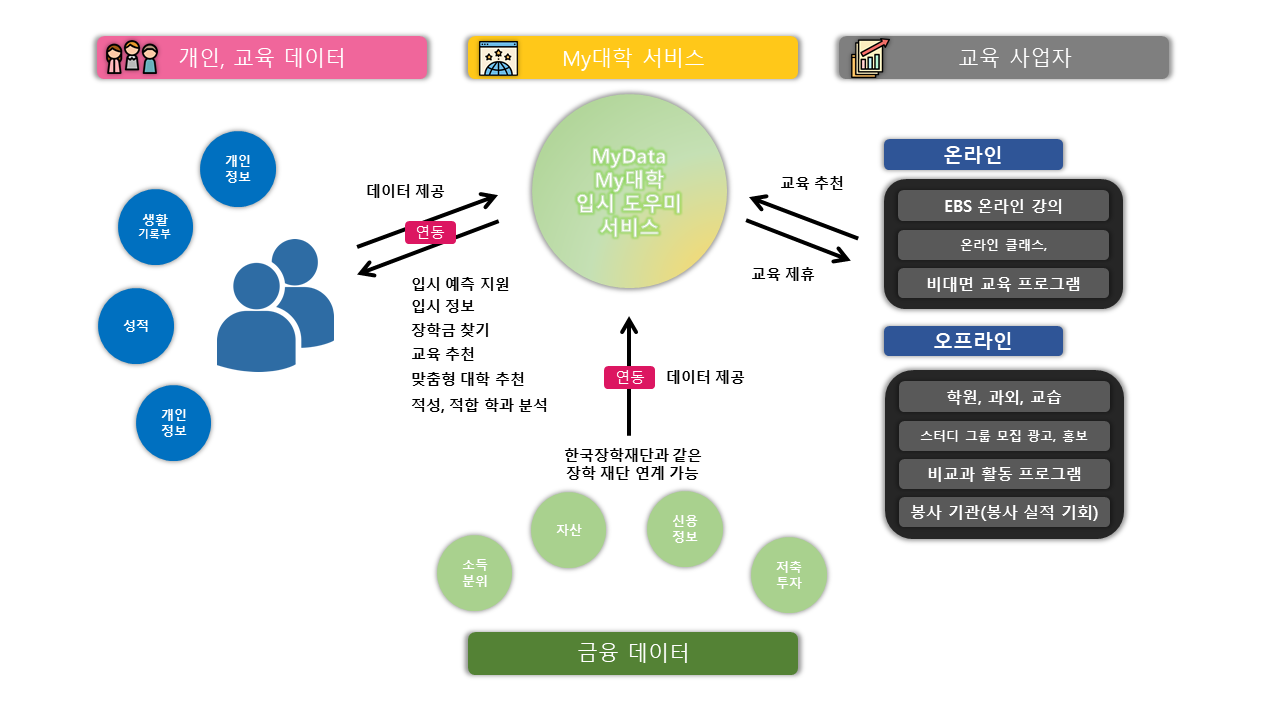 개인, 교육 데이터
My대학 서비스
교육 사업자
개인
정보
생활
기록부
성적
개인
정보
데이터 제공
연동
입시 예측 지원
입시 정보
장학금 찾기
교육 추천
맞춤형 대학 추천
적성, 적합 학과 분석
MyData
My대학
입시 도우미
서비스
교육 추천
교육 제휴
연동
데이터 제공
한국장학재단과 같은
장학 재단 연계 가능
소득
분위
자산
신용
정보
저축
투자
금융 데이터
온라인
EBS 온라인 강의
온라인 클래스,
비대면 교육 프로그램
오프라인
학원, 과외, 교습
스터디 그룹 모집 광고, 홍보
비교과 활동 프로그램
봉사 기관(봉사 실적 기회)